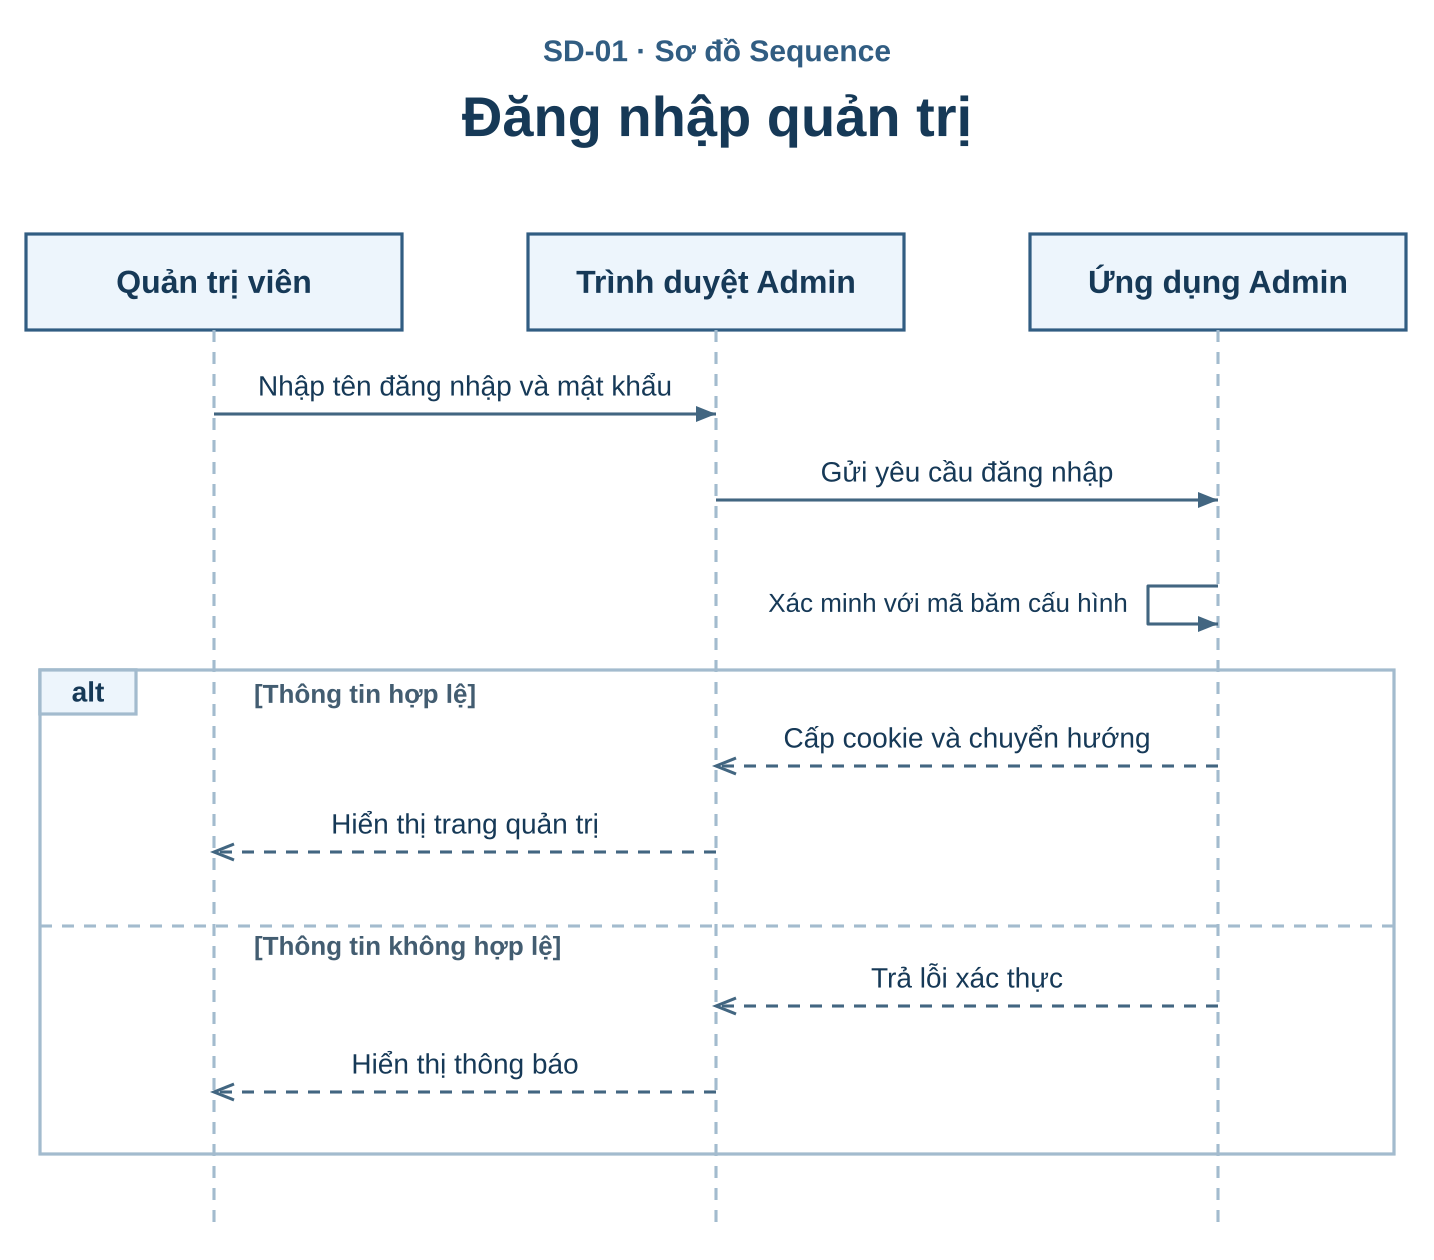 SD-01 · Sơ đồ Sequence
Đăng nhập quản trị
Quản trị viên
Trình duyệt Admin
Ứng dụng Admin
Nhập tên đăng nhập và mật khẩu
Gửi yêu cầu đăng nhập
Xác minh với mã băm cấu hình
alt
[Thông tin hợp lệ]
Cấp cookie và chuyển hướng
Hiển thị trang quản trị
[Thông tin không hợp lệ]
Trả lỗi xác thực
Hiển thị thông báo